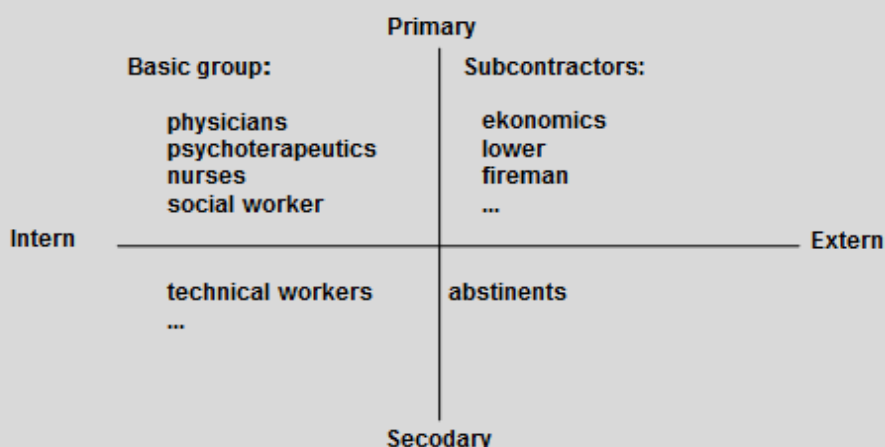 Primary
Basic group:
Subcontractors:
physicians
psychoterapeutics
nurses
social worker
ekonomics
lower
fireman
...
Intern
Extern
technical workers
...
abstinents
Secodary